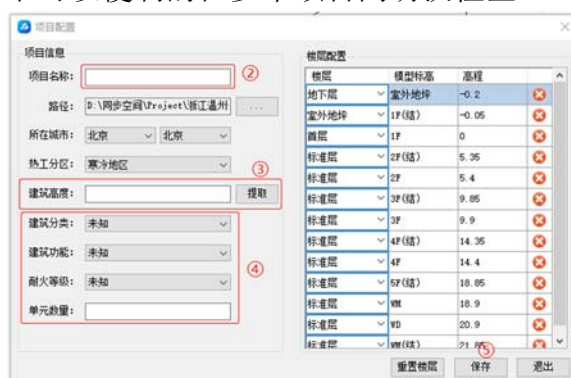 项目配置
项目信息
项目名称：
②
路径：
D:\同步空间\Project\浙江温州
...
所在城市：
北京
北京
热工分区：
寒冷地区
③
建筑高度：
提取
建筑分类：
未知
建筑功能：
未知
④
耐火等级：
未知
单元数量：
楼层配置
楼层 模型标高 高程
地下层 室外地坪 -0.2
室外地坪 1F(结) -0.05
首层 1F 0
标准层 2F(结) 5.35
标准层 2F 5.4
标准层 3F(结) 9.85
标准层 3F 9.9
标准层 4F(结) 14.35
标准层 4F 14.4
标准层 5F(结) 18.85
标准层 WM 18.9
标准层 WD 20.9
标准层 WM(结) 21.85
⑤
重置楼层 保存 退出